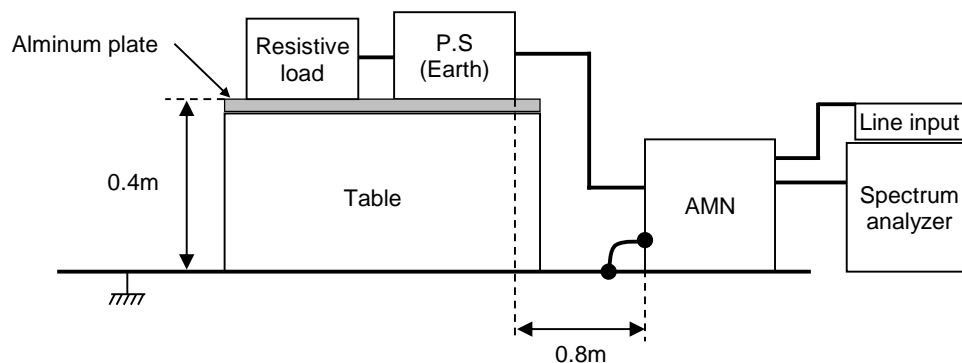 Alminum plate
Resistive
load
P.S
(Earth)
Line input
0.4m
Table
AMN
Spectrum
analyzer
0.8m